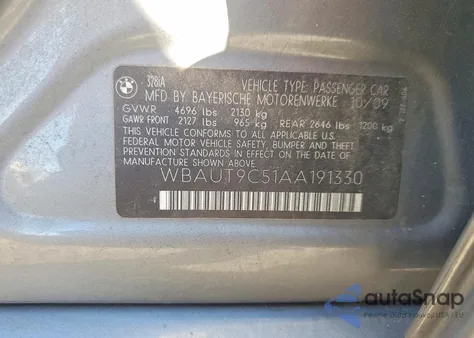 BMW
328iA
VEHICLE TYPE: PASSENGER CAR
MFD BY BAYERISCHE MOTORENWERKE 10/09
GVWR 4696 lbs 2130 kg
GAWR FRONT 2127 lbs 965 kg REAR 2646 lbs 1200 kg
THIS VEHICLE CONFORMS TO ALL APPLICABLE U.S.
FEDERAL MOTOR VEHICLE SAFETY, BUMPER AND THEFT
PREVENTION STANDARDS IN EFFECT ON THE DATE OF
MANUFACTURE SHOWN ABOVE.
WBAUT9C51AA191330
autoSnap